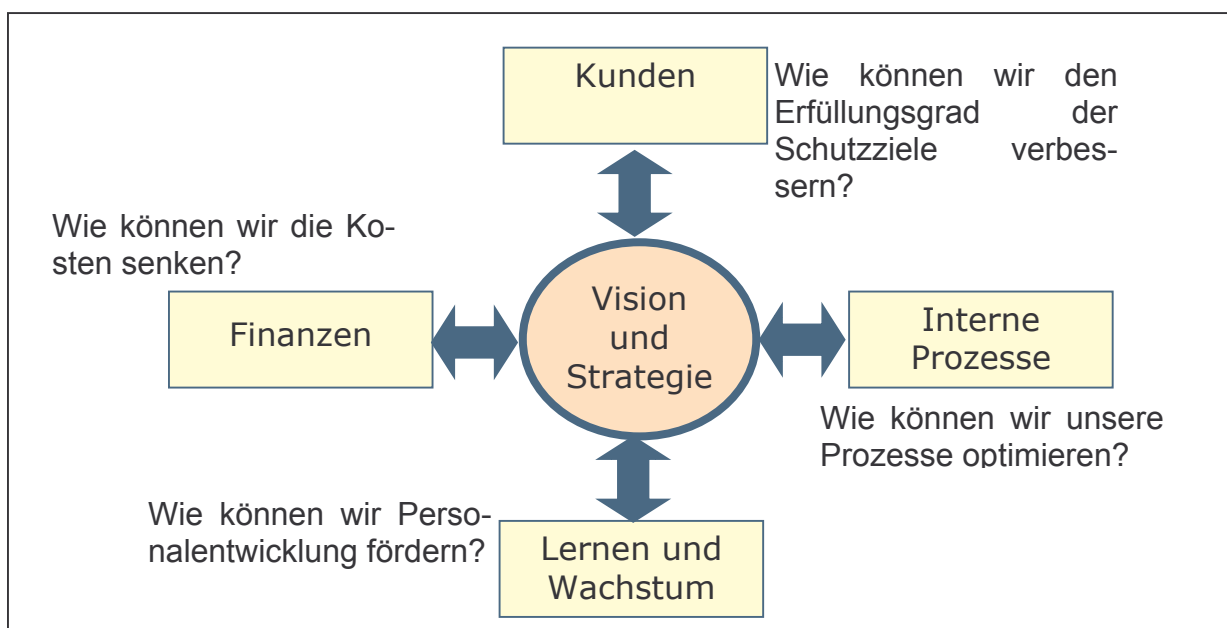 Kunden
Wie können wir den
Erfüllungsgrad der
Schutzziele verbes-
sern?
Wie können wir die Ko-
sten senken?
Finanzen
Vision
und
Strategie
Interne
Prozesse
Wie können wir unsere
Prozesse optimieren?
Wie können wir Perso-
nalentwicklung fördern?
Lernen und
Wachstum